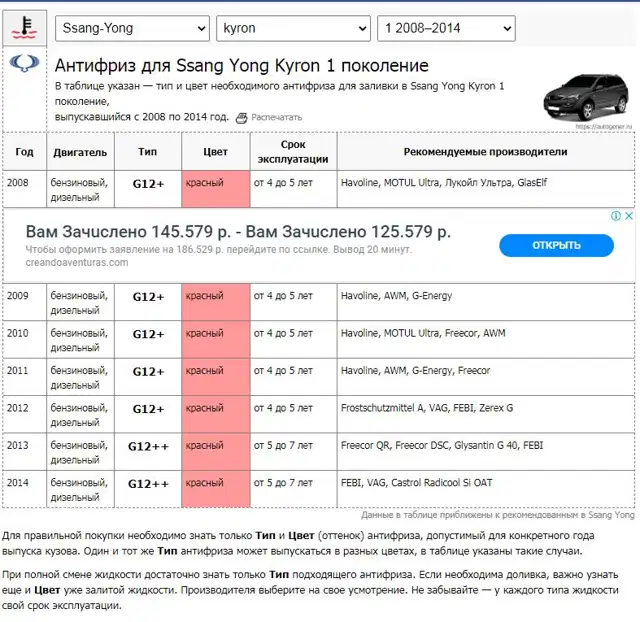 Ssang-Yong
kyron
1 2008–2014
Антифриз для Ssang Yong Kyron 1 поколение
В таблице указан — тип и цвет необходимого антифриза для заливки в Ssang Yong Kyron 1
поколение,
выпускавшийся с 2008 по 2014 год. Распечатать
https://autogener.ru
Год Двигатель Тип Цвет Срок эксплуатации Рекомендуемые производители
2008 бензиновый, дизельный G12+ красный от 4 до 5 лет Havoline, MOTUL Ultra, Лукойл Ультра, GlasElf
Вам Зачислено 145.579 р. - Вам Зачислено 125.579 р.
Чтобы оформить заявление на 186.529 р. перейдите по ссылке. Вывод 20 минут.
creandoaventuras.com
ОТКРЫТЬ
2009 бензиновый, дизельный G12+ красный от 4 до 5 лет Havoline, AWM, G-Energy
2010 бензиновый, дизельный G12+ красный от 4 до 5 лет Havoline, MOTUL Ultra, Freecor, AWM
2011 бензиновый, дизельный G12+ красный от 4 до 5 лет Havoline, AWM, G-Energy, Freecor
2012 бензиновый, дизельный G12+ красный от 4 до 5 лет Frostschutzmittel A, VAG, FEBI, Zerex G
2013 бензиновый, дизельный G12++ красный от 5 до 7 лет Freecor QR, Freecor DSC, Glysantin G 40, FEBI
2014 бензиновый, дизельный G12++ красный от 5 до 7 лет FEBI, VAG, Castrol Radicool Si OAT
Данные в таблице приближены к рекомендованным в Ssang Yong
Для правильной покупки необходимо знать только Тип и Цвет (оттенок) антифриза, допустимый для конкретного года
выпуска кузова. Один и тот же Тип антифриза может выпускаться в разных цветах, в таблице указаны такие случаи.
При полной смене жидкости достаточно знать только Тип подходящего антифриза. Если необходима доливка, важно узнать
еще и Цвет уже залитой жидкости. Производителя выберите на свое усмотрение. Не забывайте — у каждого типа жидкости
свой срок эксплуатации.